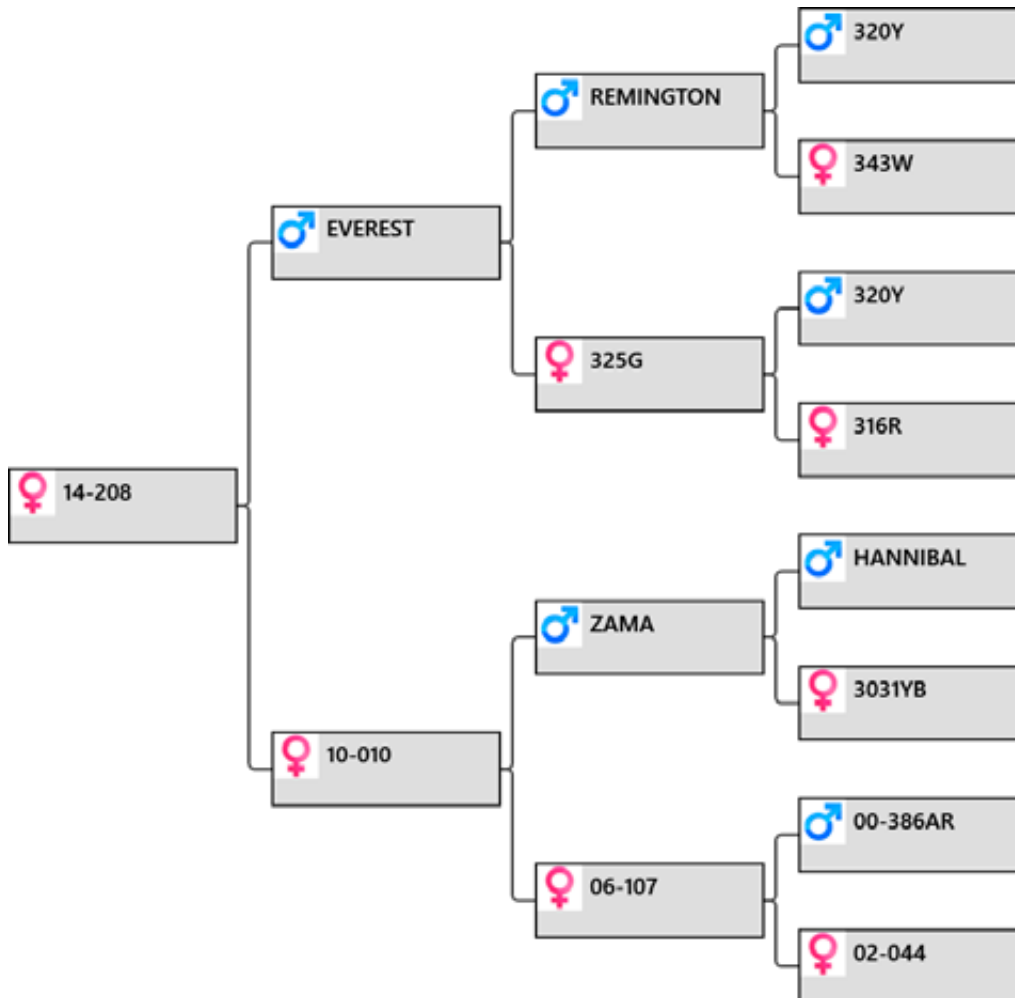 320Y
REMINGTON
343W
EVEREST
320Y
325G
316R
14-208
HANNIBAL
ZAMA
3031YB
10-010
00-386AR
06-107
02-044